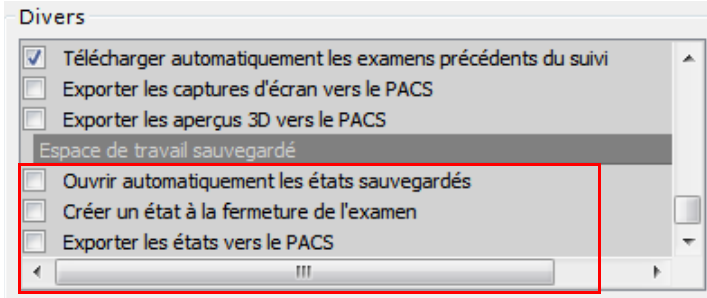 Divers
Télécharger automatiquement les examens précédents du suivi
Exporter les captures d'écran vers le PACS
Exporter les aperçus 3D vers le PACS
Espace de travail sauvegardé
Ouvrir automatiquement les états sauvegardés
Créer un état à la fermeture de l'examen
Exporter les états vers le PACS